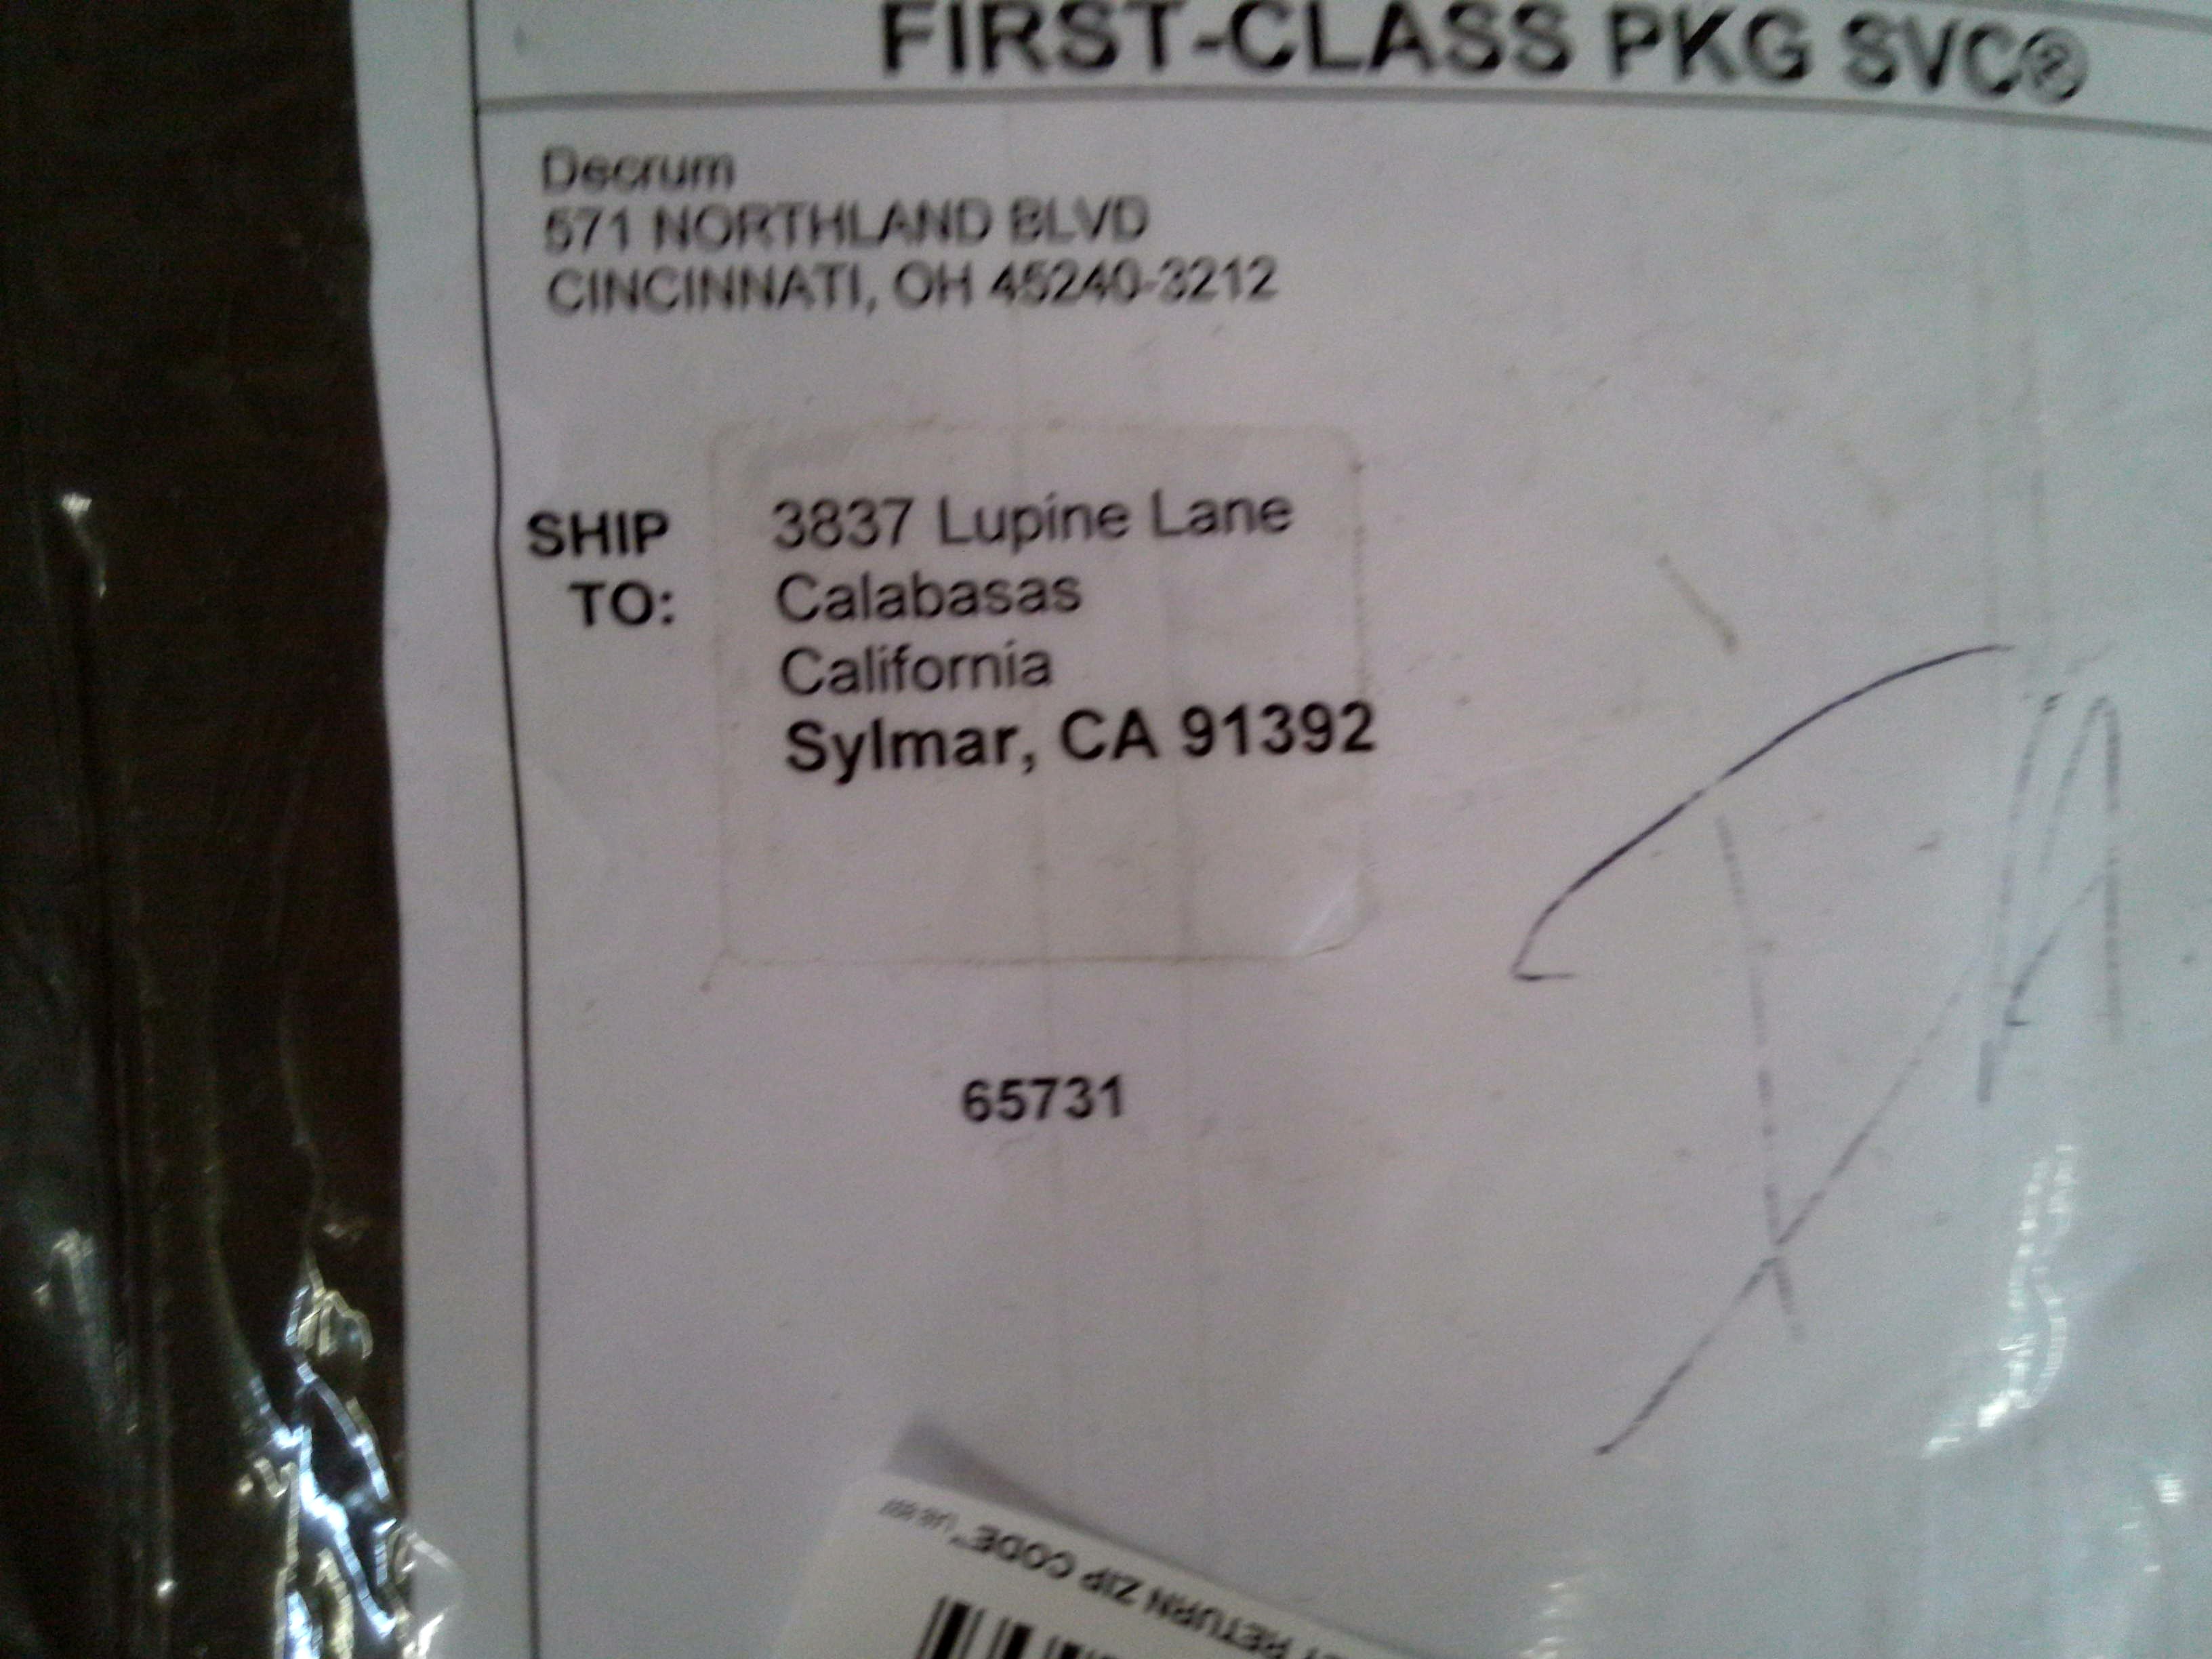 FIRST-CLASS PKG SVC®
Decrum
571 NORTHLAND BLVD
CINCINNATI, OH 45240-3212
SHIP TO:
3837 Lupine Lane
Calabasas
California
Sylmar, CA 91392
65731
RETURN ZIP CODE™